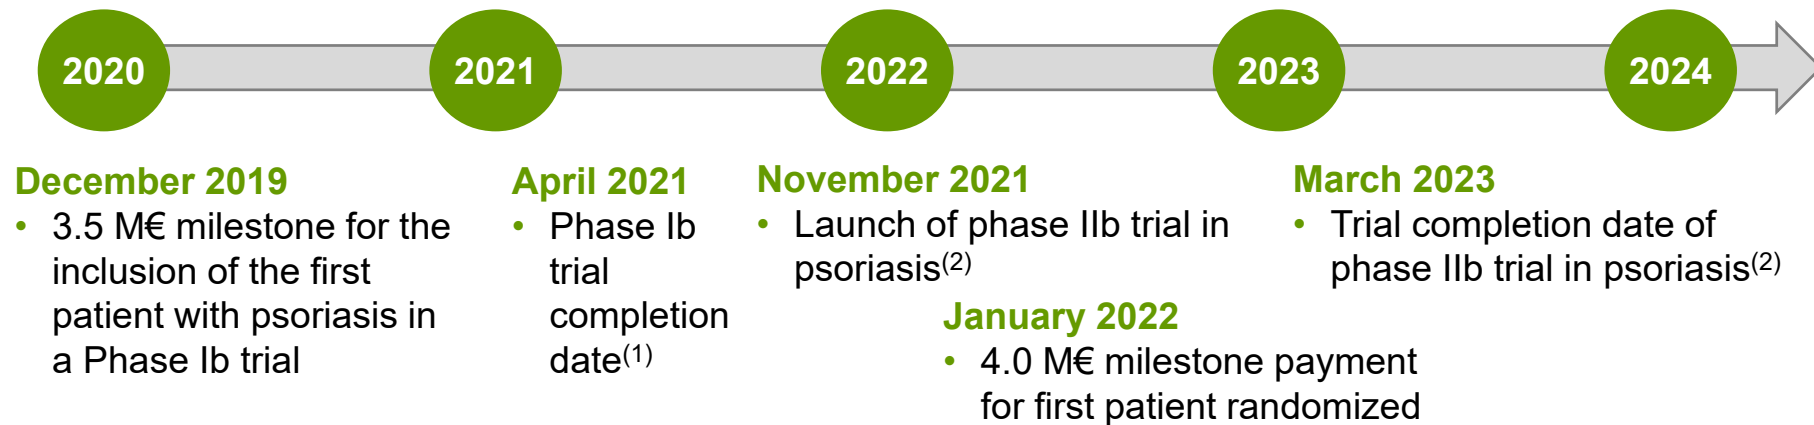 2020
2021
2022
2023
2024
December 2019
• 3.5 M€ milestone for the
inclusion of the first
patient with psoriasis in
a Phase Ib trial
April 2021
• Phase Ib
trial
completion
date(1)
November 2021
• Launch of phase IIb trial in
psoriasis(2)
January 2022
• 4.0 M€ milestone payment
for first patient randomized
March 2023
• Trial completion date of
phase IIb trial in psoriasis(2)